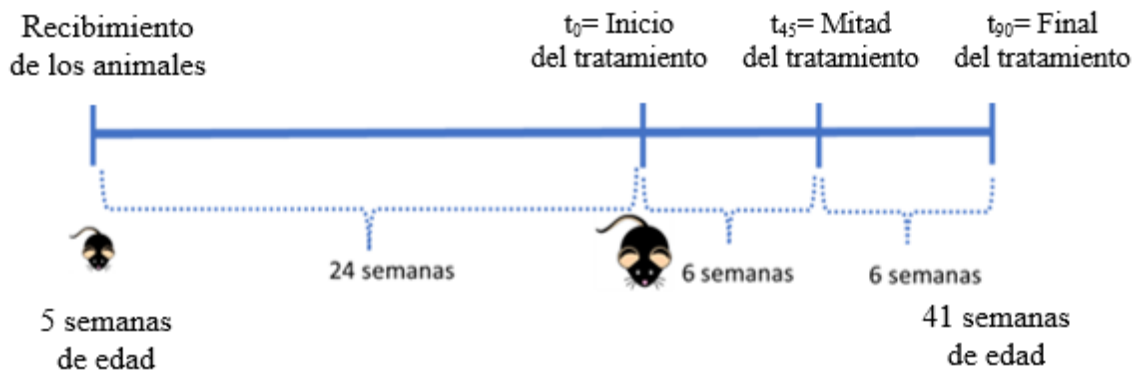 Recibimiento
de los animales
t₀= Inicio
del tratamiento
t₄₅= Mitad
del tratamiento
t₉₀= Final
del tratamiento
24 semanas
6 semanas
6 semanas
5 semanas
de edad
41 semanas
de edad